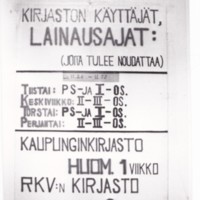 KIRJASTON KÄYTTÄJÄT,
LAINAUSAJAT:
(JOITA TULEE NOUDATTAA)
TIISTAI: PS-JA I-OS.
KESKIVIIKKO: II-III-OS.
TORSTAI: PS-JA I-OS.
PERJANTAI: II-III-OS.
KAUPUNGINKIRJASTO
HUOM. 1 VIIKKO
RKV:N KIRJASTO